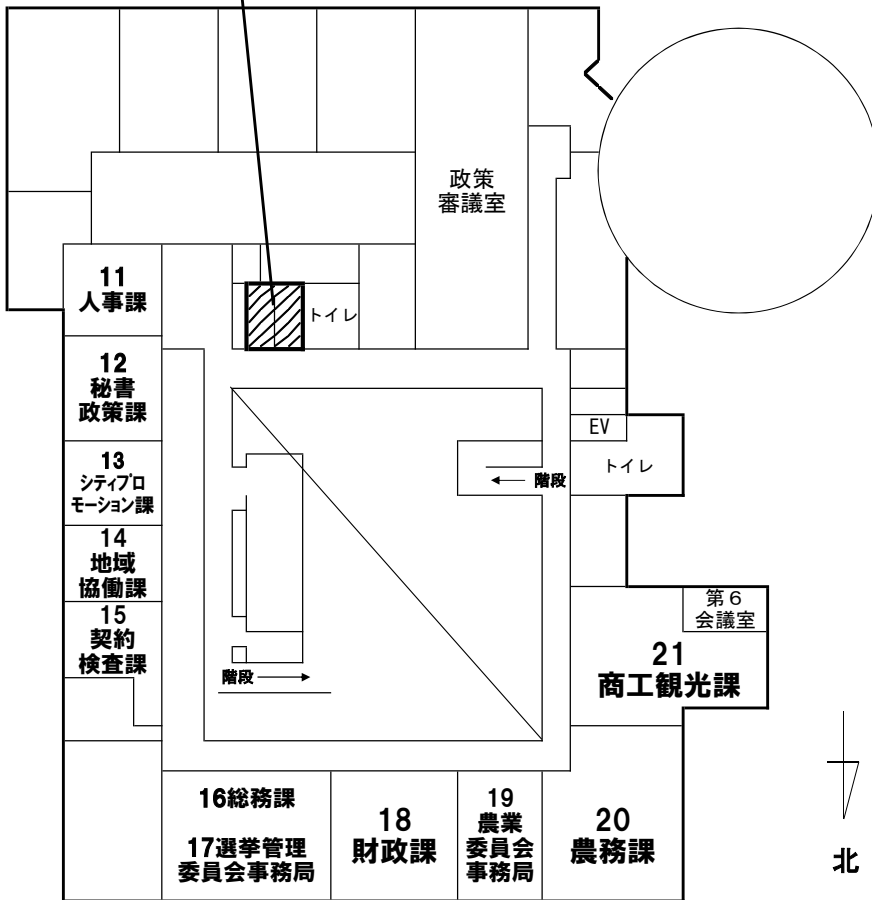 政策
審議室
11
人事課
トイレ
12
秘書
政策課
EV
トイレ
階段
13
シティプロ
モーション課
14
地域
協働課
15
契約
検査課
階段
第6
会議室
21
商工観光課
16総務課
17選挙管理
委員会事務局
18
財政課
19
農業
委員会
事務局
20
農務課
北